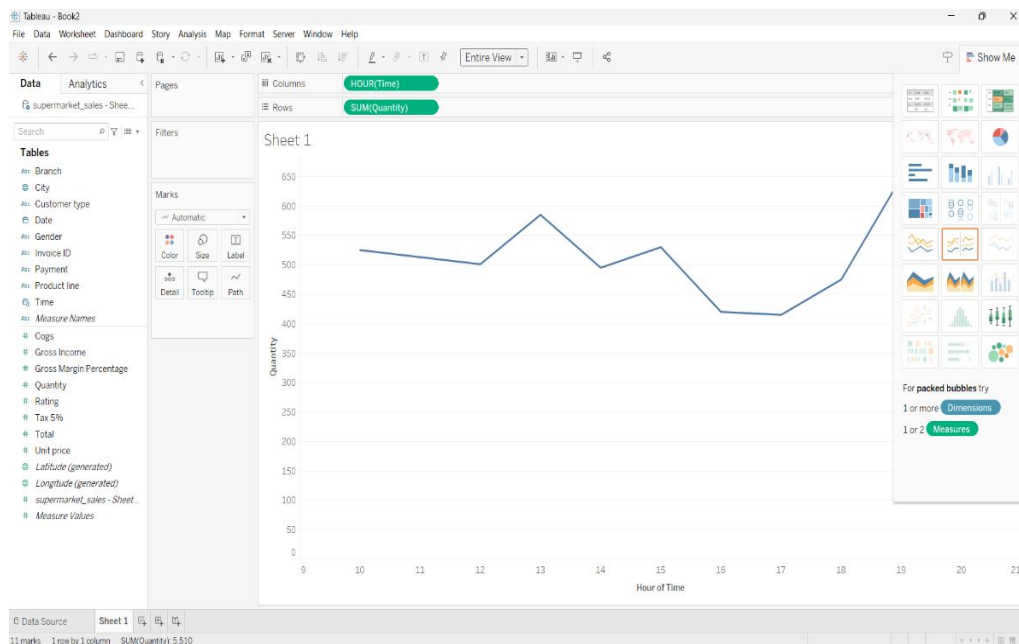 Tableau - Book2
File Data Worksheet Dashboard Story Analysis Map Format Server Window Help
Entire View
Show Me
Data Analytics
supermarket_sales - Shee...
Search
Tables
Abc Branch
City
Abc Customer type
Date
Abc Gender
Abc Invoice ID
Abc Payment
Abc Product line
Time
Abc Measure Names
# Cogs
# Gross Income
# Gross Margin Percentage
# Quantity
# Rating
# Tax 5%
# Total
# Unit price
Latitude (generated)
Longitude (generated)
# supermarket_sales - Sheet...
# Measure Values
Pages
Filters
Marks
Automatic
Color Size Label
Detail Tooltip Path
Columns HOUR(Time)
Rows SUM(Quantity)
Sheet 1
650
600
550
500
450
400
350
300
250
200
150
100
50
0
Quantity
9 10 11 12 13 14 15 16 17 18 19 20 21
Hour of Time
For packed bubbles try
1 or more Dimensions
1 or 2 Measures
Data Source Sheet 1
11 marks 1 row by 1 column SUM(Quantity): 5,510